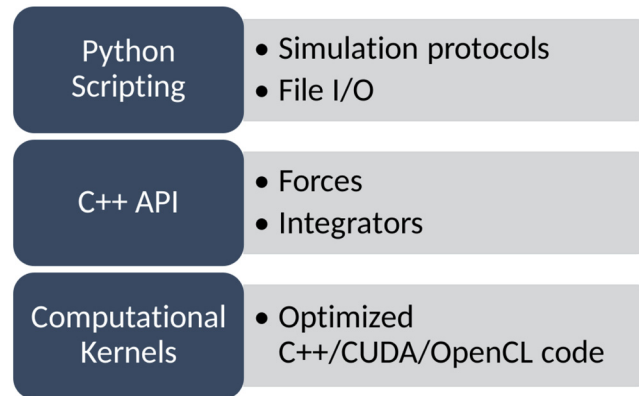 Python
Scripting
• Simulation protocols
• File I/O
C++ API
• Forces
• Integrators
Computational
Kernels
• Optimized
C++/CUDA/OpenCL code